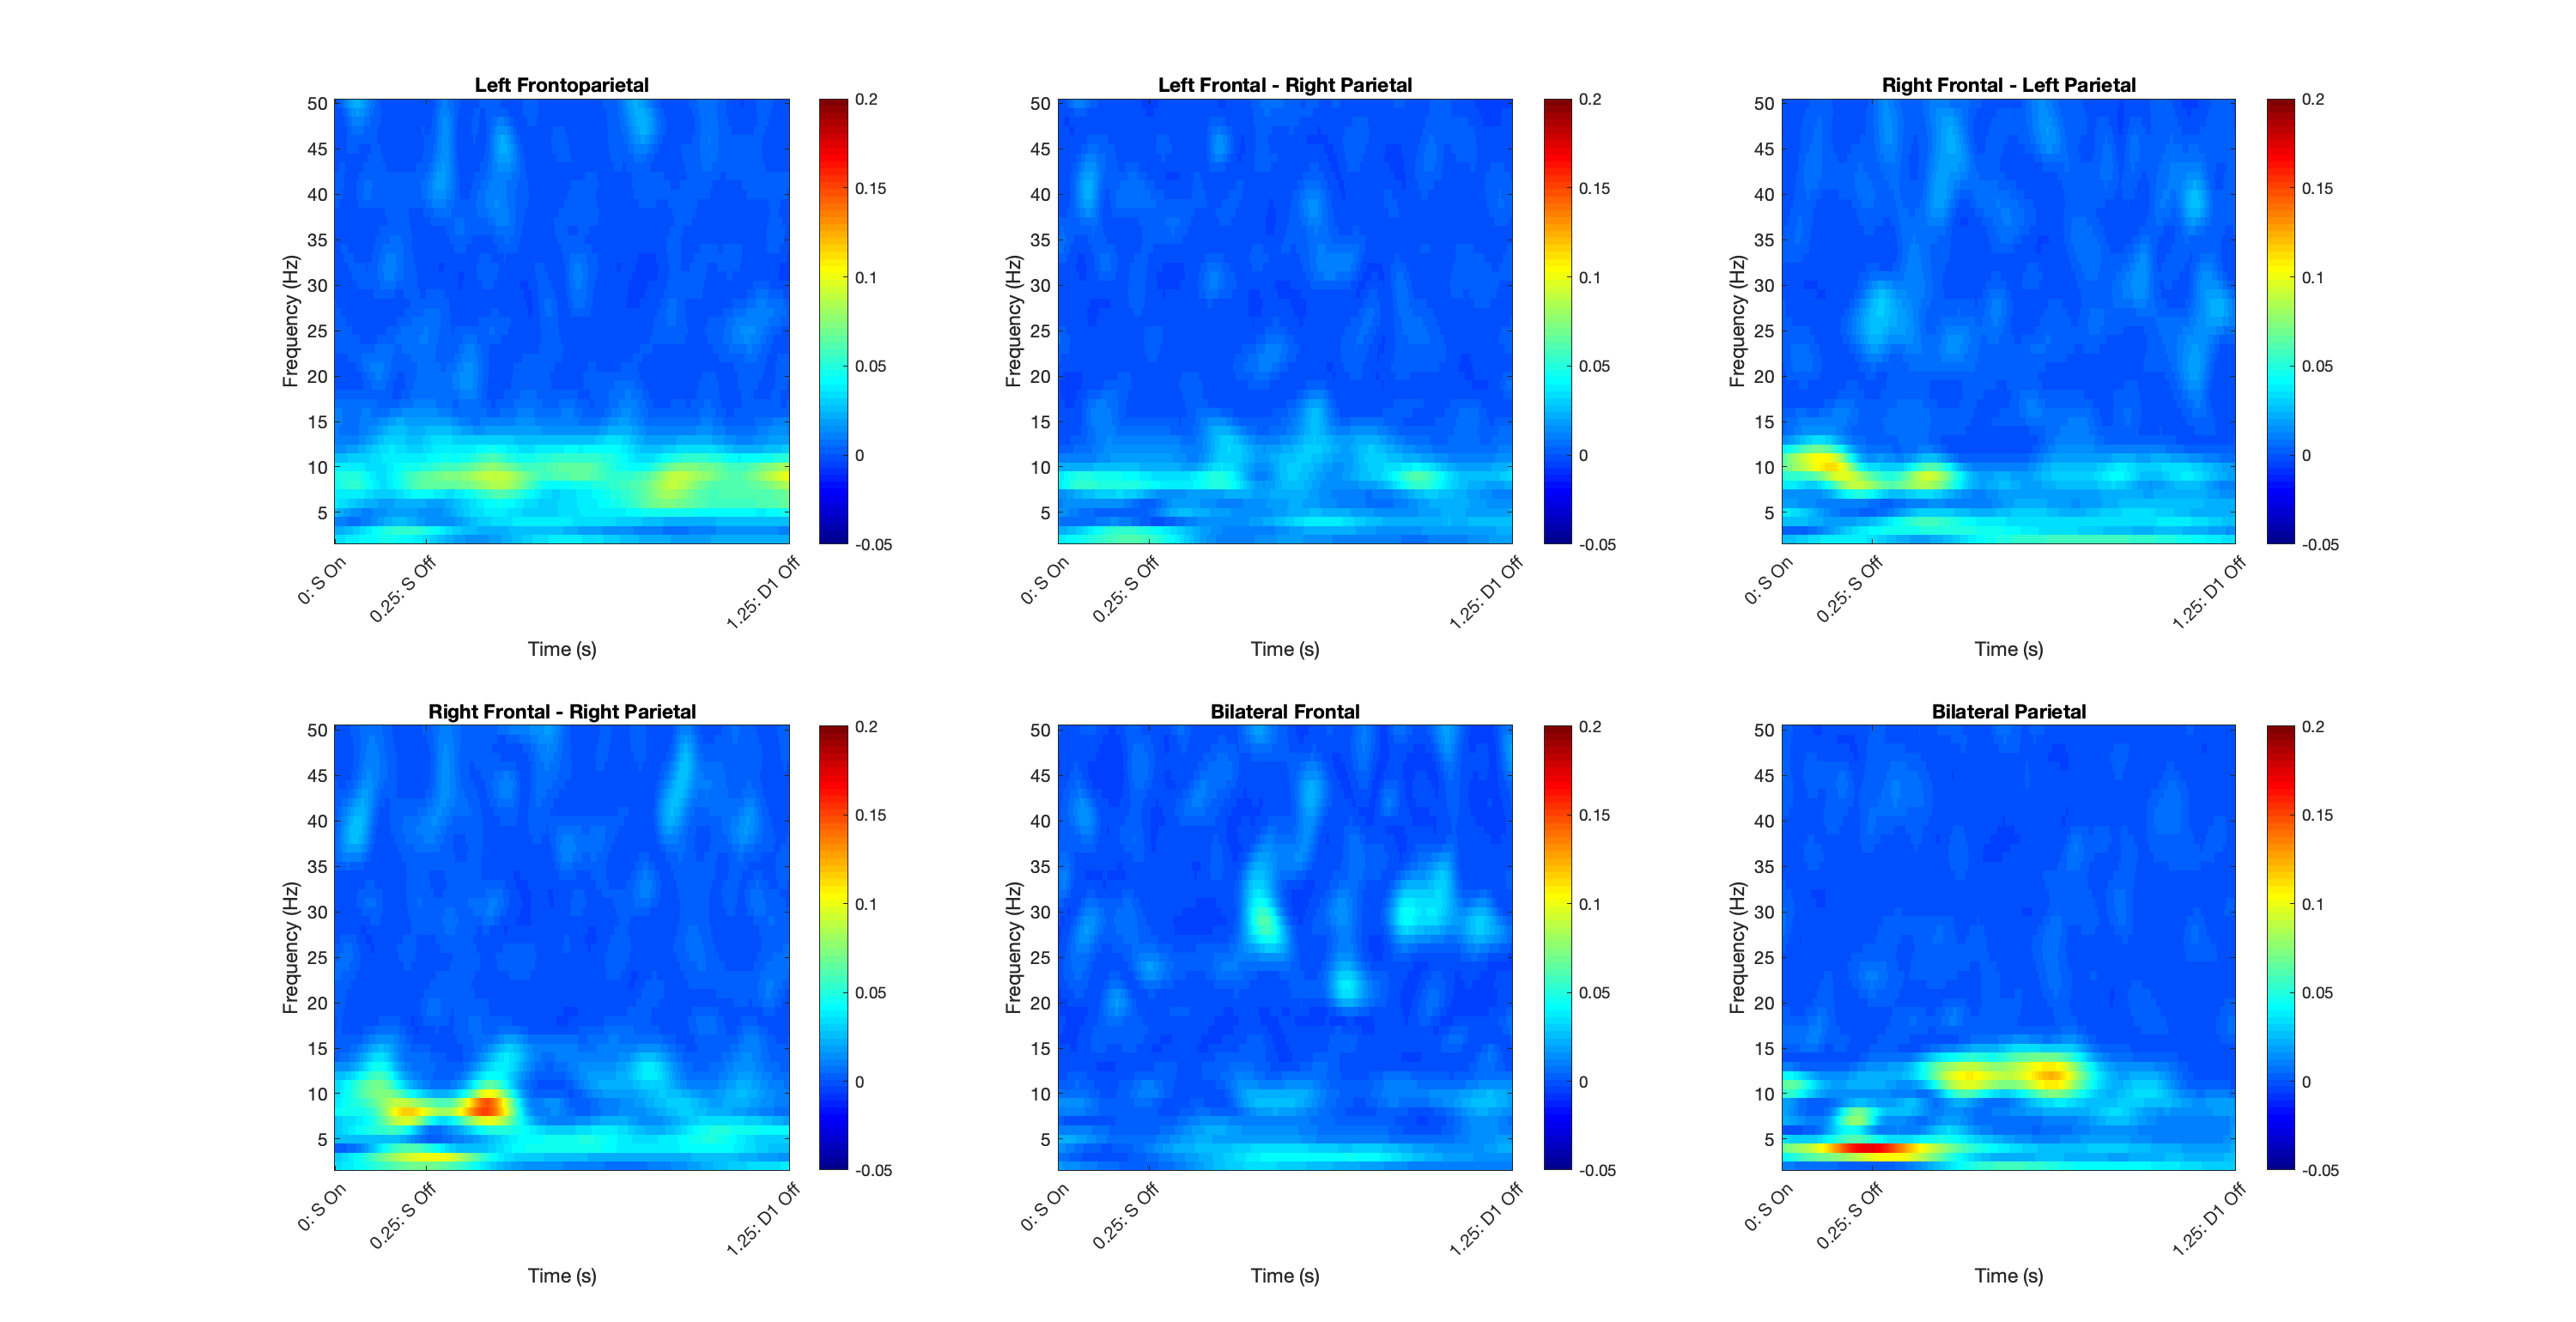 Left Frontoparietal
50
45
40
35
30
25
20
15
10
5
Frequency (Hz)
0: S On
0.25: S Off
1.25: D1 Off
Time (s)
0.2
0.15
0.1
0.05
0
-0.05
Left Frontal - Right Parietal
50
45
40
35
30
25
20
15
10
5
Frequency (Hz)
0: S On
0.25: S Off
1.25: D1 Off
Time (s)
0.2
0.15
0.1
0.05
0
-0.05
Right Frontal - Left Parietal
50
45
40
35
30
25
20
15
10
5
Frequency (Hz)
0: S On
0.25: S Off
1.25: D1 Off
Time (s)
0.2
0.15
0.1
0.05
0
-0.05
Right Frontal - Right Parietal
50
45
40
35
30
25
20
15
10
5
Frequency (Hz)
0: S On
0.25: S Off
1.25: D1 Off
Time (s)
0.2
0.15
0.1
0.05
0
-0.05
Bilateral Frontal
50
45
40
35
30
25
20
15
10
5
Frequency (Hz)
0: S On
0.25: S Off
1.25: D1 Off
Time (s)
0.2
0.15
0.1
0.05
0
-0.05
Bilateral Parietal
50
45
40
35
30
25
20
15
10
5
Frequency (Hz)
0: S On
0.25: S Off
1.25: D1 Off
Time (s)
0.2
0.15
0.1
0.05
0
-0.05